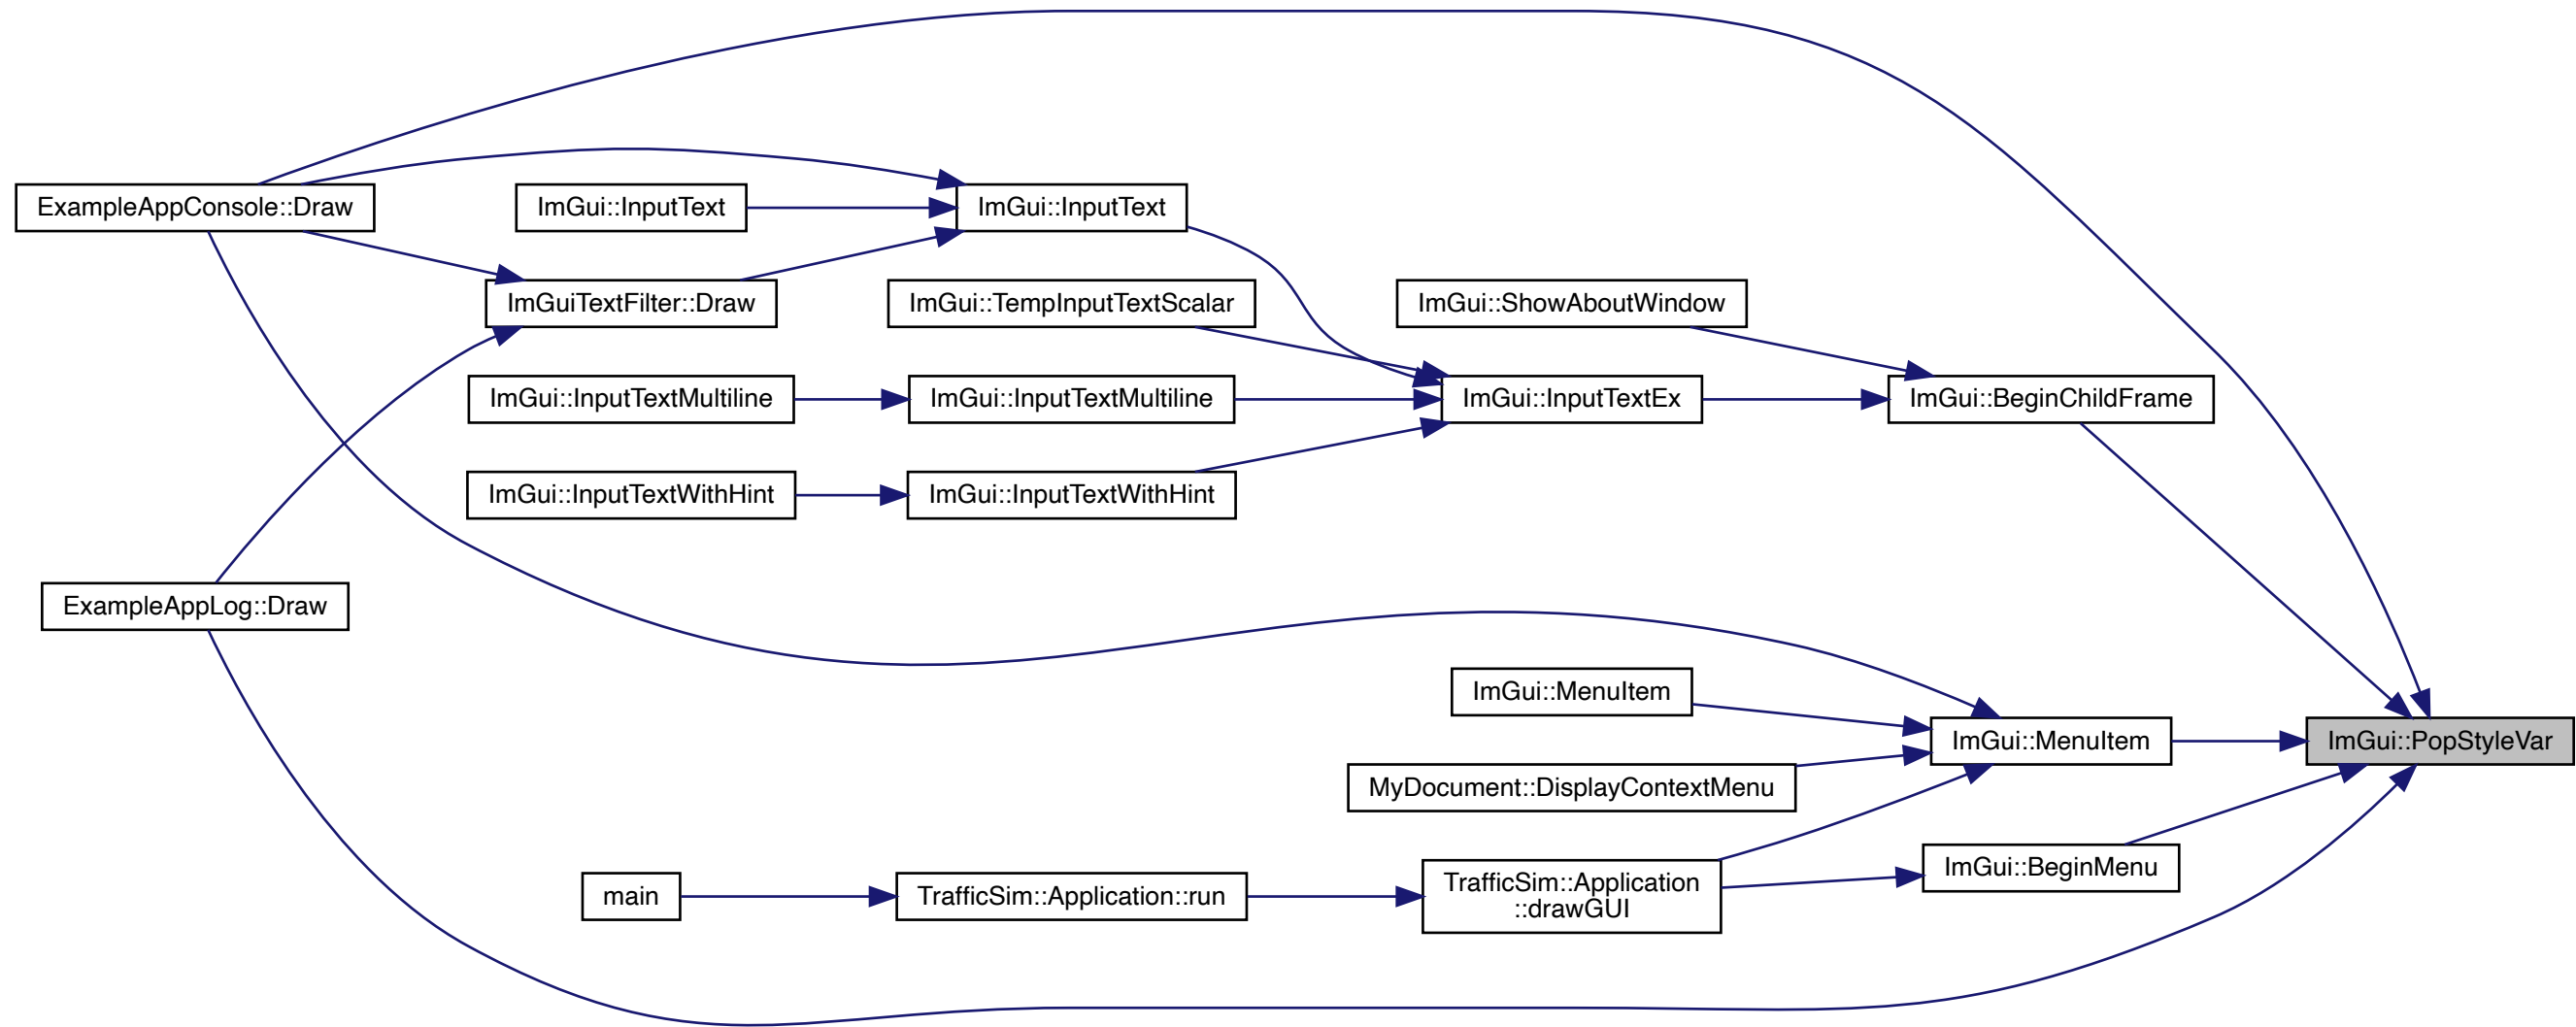 ExampleAppConsole::Draw
ImGui::InputText
ImGui::InputText
ImGuiTextFilter::Draw
ImGui::TempInputTextScalar
ImGui::ShowAboutWindow
ImGui::InputTextMultiline
ImGui::InputTextMultiline
ImGui::InputTextEx
ImGui::BeginChildFrame
ImGui::InputTextWithHint
ImGui::InputTextWithHint
ExampleAppLog::Draw
ImGui::MenuItem
ImGui::MenuItem
ImGui::PopStyleVar
MyDocument::DisplayContextMenu
ImGui::BeginMenu
main
TrafficSim::Application::run
TrafficSim::Application
::drawGUI